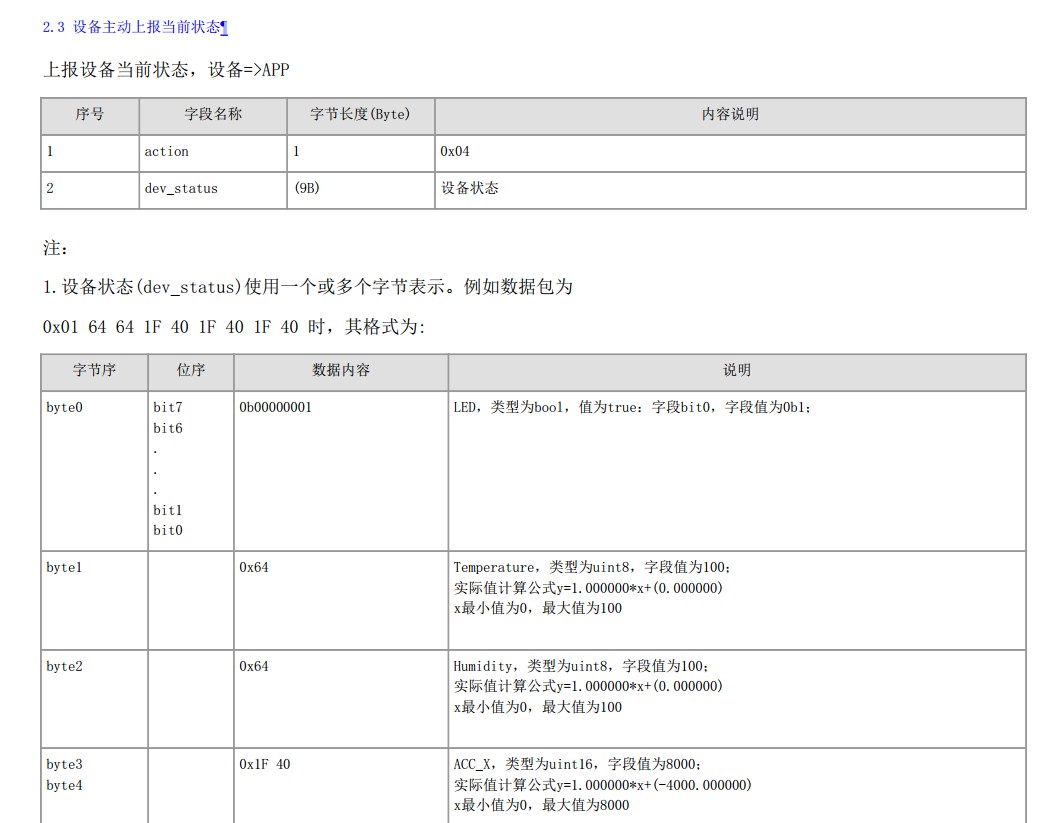 2.3 设备主动上报当前状态¶
上报设备当前状态，设备=>APP
序号 字段名称 字节长度(Byte) 内容说明
1 action 1 0x04
2 dev_status (9B) 设备状态
注：
1.设备状态(dev_status)使用一个或多个字节表示。例如数据包为
0x01 64 64 1F 40 1F 40 1F 40 时，其格式为:
字节序 位序 数据内容 说明
byte0 bit7 0b00000001 LED，类型为bool，值为true：字段bit0，字段值为0b1;
bit6
.
.
.
bit1
bit0
byte1 0x64 Temperature，类型为uint8，字段值为100;
实际值计算公式y=1.000000*x+(0.000000)
x最小值为0，最大值为100
byte2 0x64 Humidity，类型为uint8，字段值为100;
实际值计算公式y=1.000000*x+(0.000000)
x最小值为0，最大值为100
byte3 0x1F 40 ACC_X，类型为uint16，字段值为8000;
byte4 实际值计算公式y=1.000000*x+(-4000.000000)
x最小值为0，最大值为8000